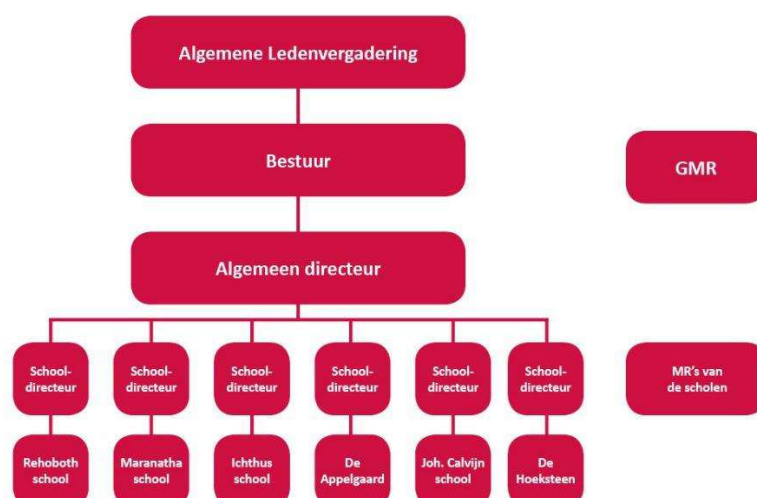 Algemene Ledenvergadering
Bestuur
GMR
Algemeen directeur
School-
directeur
School-
directeur
School-
directeur
School-
directeur
School-
directeur
School-
directeur
MR's van
de scholen
Rehoboth
school
Maranatha
school
Ichthus
school
De
Appelgaard
Joh. Calvijn
school
De
Hoeksteen